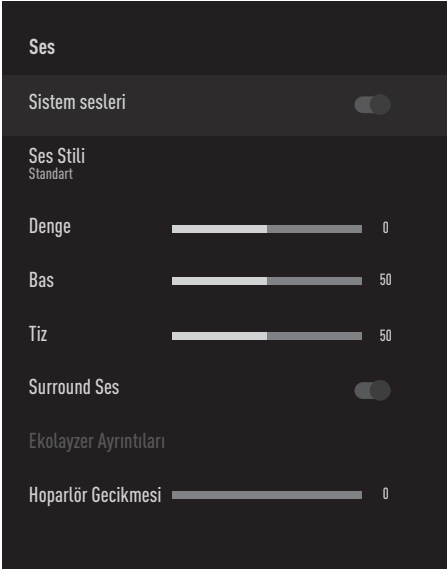 Ses
Sistem sesleri
Ses Stili
Standart
Denge 0
Bas 50
Tiz 50
Surround Ses
Ekolayzer Ayrıntıları
Hoparlör Gecikmesi 0